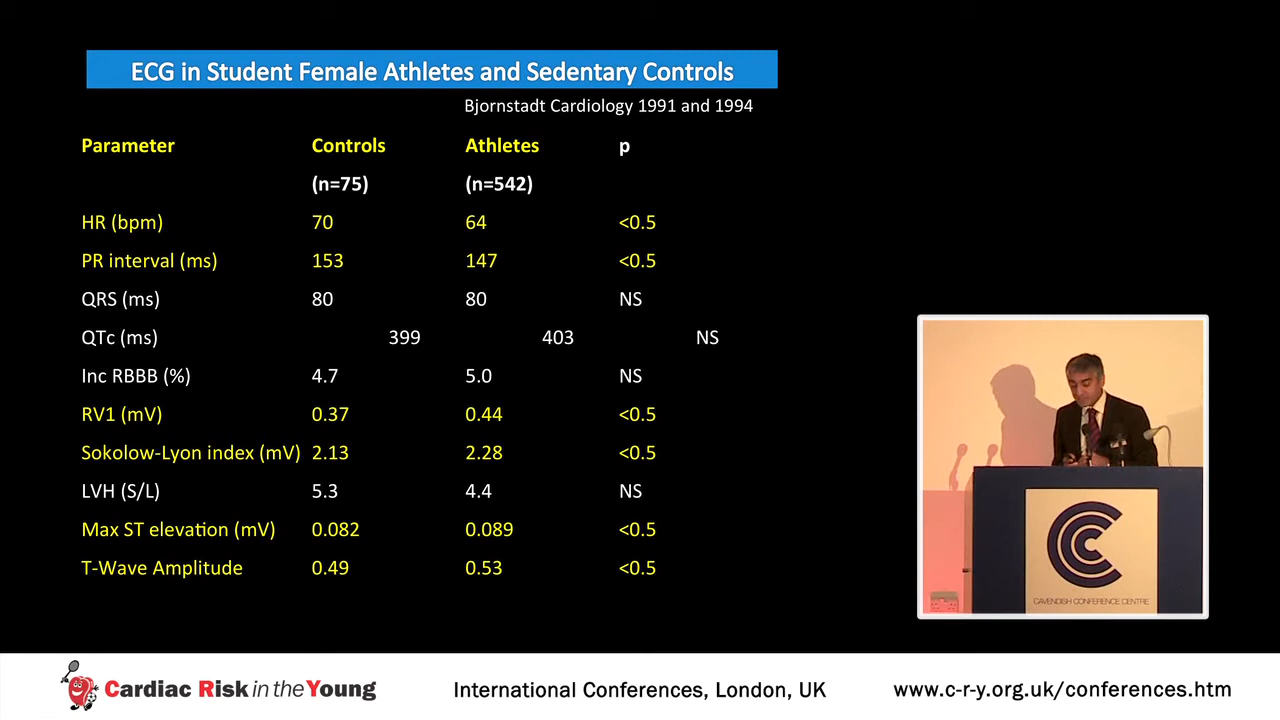 ECG in Student Female Athletes and Sedentary Controls
Bjornstadt Cardiology 1991 and 1994
Parameter Controls Athletes p
(n=75) (n=542)
HR (bpm) 70 64 <0.5
PR interval (ms) 153 147 <0.5
QRS (ms) 80 80 NS
QTc (ms) 399 403 NS
Inc RBBB (%) 4.7 5.0 NS
RV1 (mV) 0.37 0.44 <0.5
Sokolow-Lyon index (mV) 2.13 2.28 <0.5
LVH (S/L) 5.3 4.4 NS
Max ST elevation (mV) 0.082 0.089 <0.5
T-Wave Amplitude 0.49 0.53 <0.5
CAVENDISH CONFERENCE CENTRE
Cardiac Risk in the Young
International Conferences, London, UK
www.c-r-y.org.uk/conferences.htm